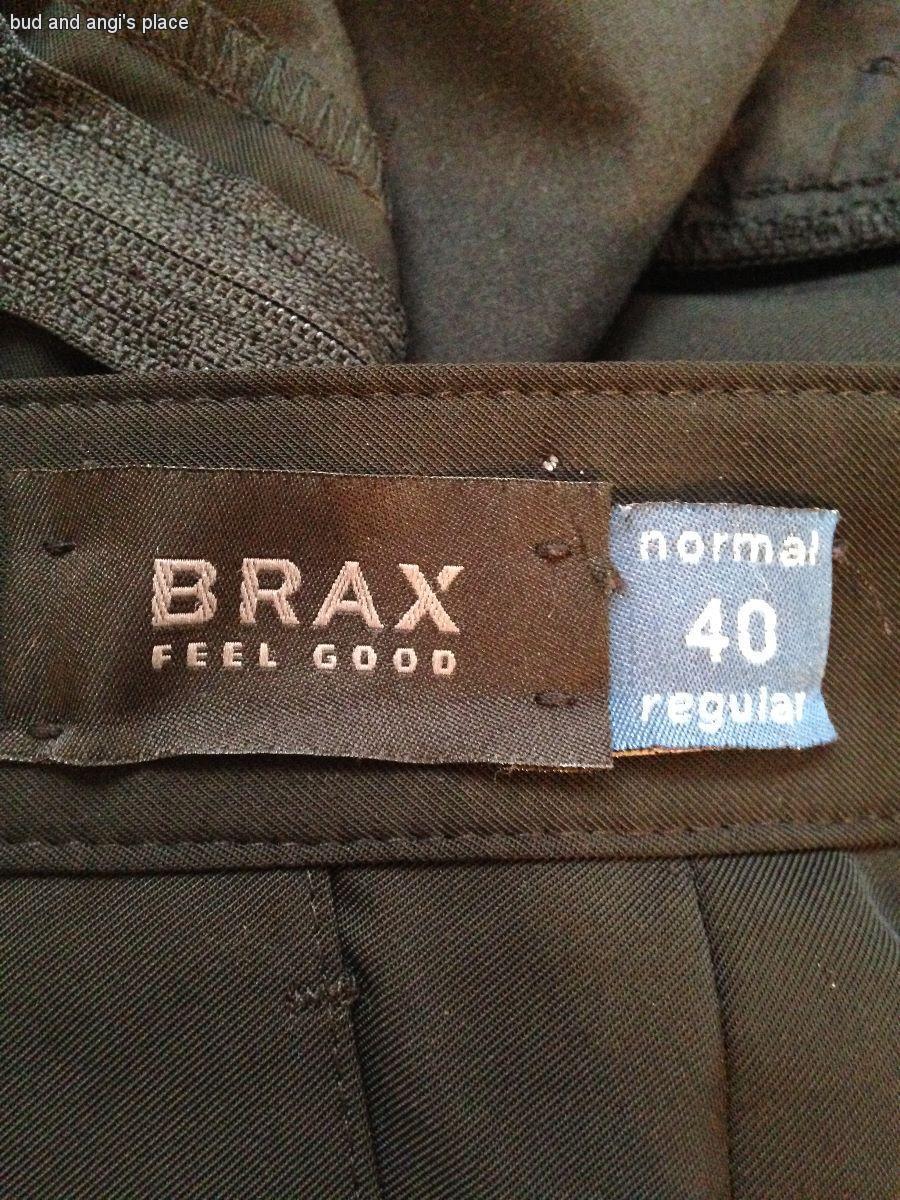 bud and angi's place
BRAX
FEEL GOOD
normal
40
regular